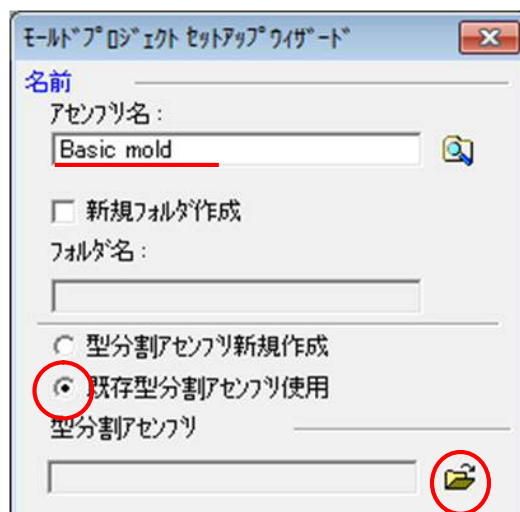 ﾓｰﾙﾄﾞﾌﾟﾛｼﾞｪｸﾄ ｾｯﾄｱｯﾌﾟｳｨｻﾞｰﾄﾞ
名前
ｱｾﾝﾌﾞﾘ名：
Basic mold
新規ﾌｫﾙﾀﾞ作成
ﾌｫﾙﾀﾞ名：
型分割ｱｾﾝﾌﾞﾘ新規作成
既存型分割ｱｾﾝﾌﾞﾘ使用
型分割ｱｾﾝﾌﾞﾘ